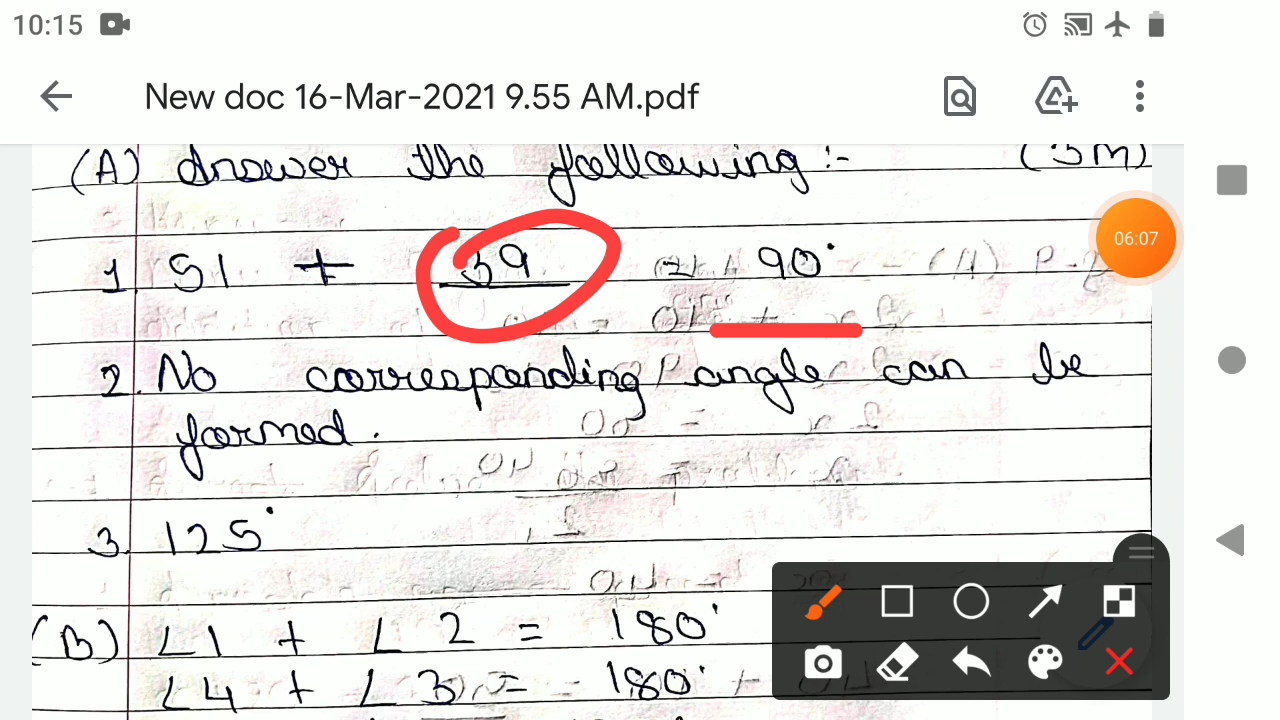 10:15
New doc 16-Mar-2021 9.55 AM.pdf
(A) Answer the following :- (3M)
1. 51 + 39 = 90°
06:07
2. No corresponding angle can be
formed.
3. 125°
(B) ∠1 + ∠2 = 180°
∠4 + ∠3 = 180°